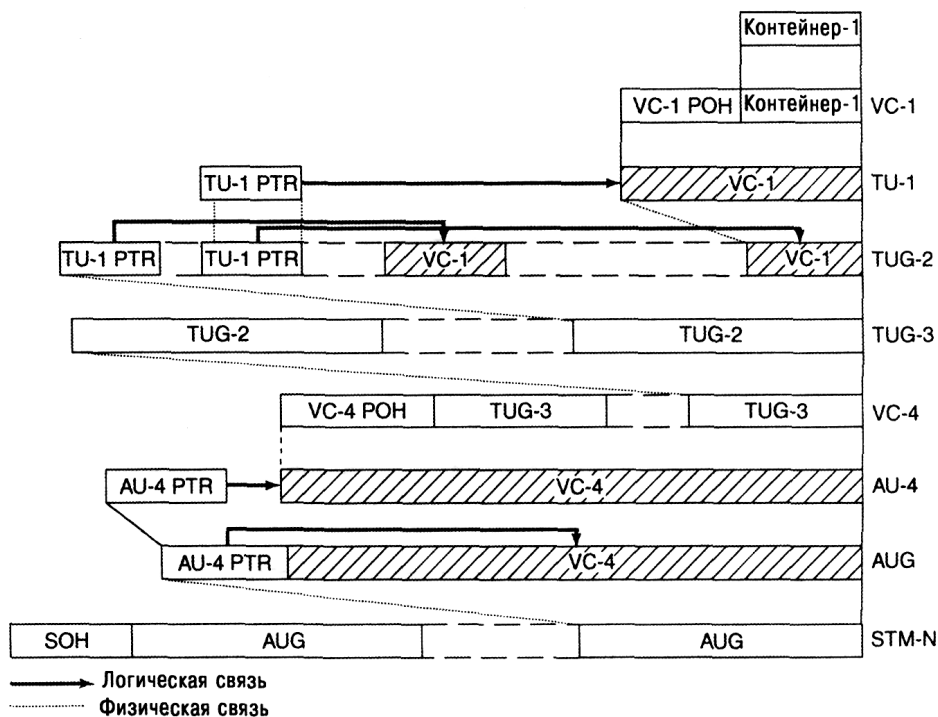 Контейнер-1
VC-1 POH Контейнер-1 VC-1
TU-1 PTR VC-1 TU-1
TU-1 PTR TU-1 PTR VC-1 VC-1 TUG-2
TUG-2 TUG-2 TUG-3
VC-4 POH TUG-3 TUG-3 VC-4
AU-4 PTR VC-4 AU-4
AU-4 PTR VC-4 AUG
SOH AUG AUG STM-N
Логическая связь
Физическая связь